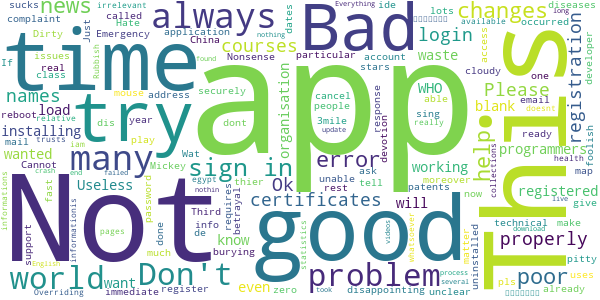 sucks
news
always
Bad
changes
diseases
irrelevant
dates
ide
long
complaint
Hate
called
Dirty
Just
Emergency
application
nothing
Everything
available
occurred
If
issues
China
particular
login
access
developer
real
Nonsense
account
time
try
app
This
names
class
Rubbish
found
courses
stars
waste
lots
cloudy
one
registration
reboot
load
mouse
address
securely
organisation
cancel
people
response
WHO
able
Please
email
foolish
relative
dis
dont
3mile
update
sing
really
devotion
blank
ready
map
installing
mail
trusts
year
play
many
iam
sign in
error
help
programmers
collections
health
wanted
Cannot
Wat
Mickey
Ok
unable
rest
ask
tell
working
patents
moreover
now
registered
give
informations
fast
crash
end
Useless
egypt
nothin
thier
certificates
Not
good
problem
will
uninstalled
technical
make
doesnt
live
world
Don't
want
password
failed
betrayal
Third
info
de
requires
know
statistics
videos
whatsoever
matter
poor
properly
download
pitty
support
pages
informationis
much
done
burying
even
zero
took
disappointing
process
several
unclear
pls
uses
already
Overriding
English
immediate
register